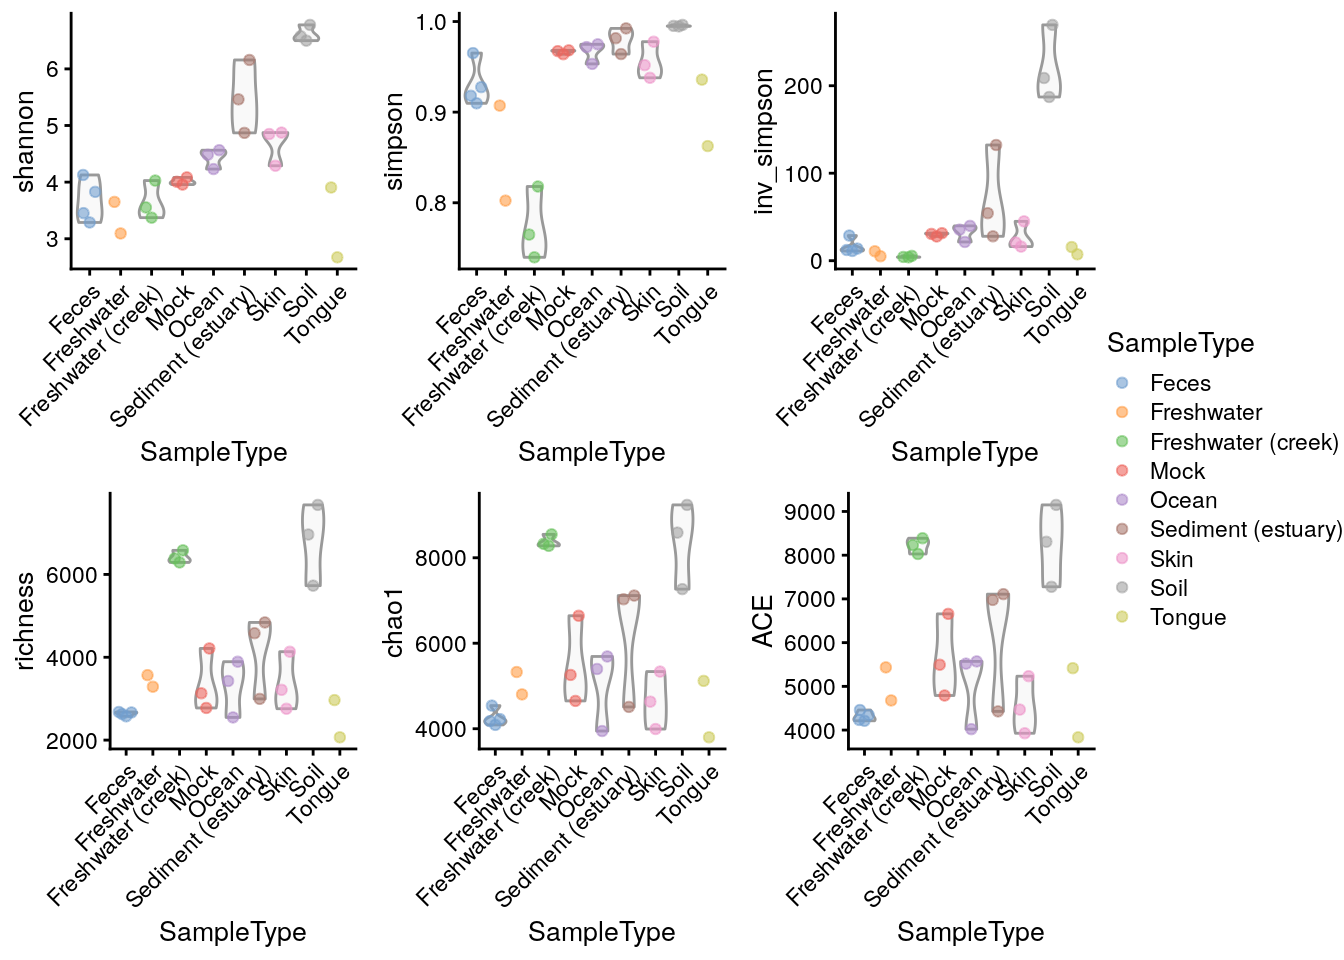 shannon
6
5
4
3
Feces
Freshwater
Freshwater (creek)
Mock
Ocean
Sediment (estuary)
Skin
Soil
Tongue
SampleType
simpson
1.0
0.9
0.8
Feces
Freshwater
Freshwater (creek)
Mock
Ocean
Sediment (estuary)
Skin
Soil
Tongue
SampleType
inv_simpson
200
100
0
Feces
Freshwater
Freshwater (creek)
Mock
Ocean
Sediment (estuary)
Skin
Soil
Tongue
SampleType
SampleType
Feces
Freshwater
Freshwater (creek)
Mock
Ocean
Sediment (estuary)
Skin
Soil
Tongue
richness
6000
4000
2000
Feces
Freshwater
Freshwater (creek)
Mock
Ocean
Sediment (estuary)
Skin
Soil
Tongue
SampleType
chao1
8000
6000
4000
Feces
Freshwater
Freshwater (creek)
Mock
Ocean
Sediment (estuary)
Skin
Soil
Tongue
SampleType
ACE
9000
8000
7000
6000
5000
4000
Feces
Freshwater
Freshwater (creek)
Mock
Ocean
Sediment (estuary)
Skin
Soil
Tongue
SampleType